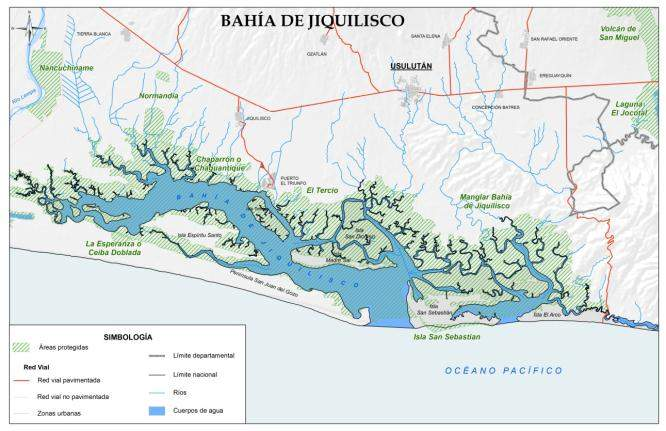 BAHÍA DE JIQUILISCO
TIERRA BLANCA
OZATLÁN
SANTA ELENA
SAN RAFAEL ORIENTE
Volcán de
San Miguel
Nancuchiname
USULUTÁN
EREGUAYQUÍN
Río Lempa
Normandía
JIQUILISCO
CONCEPCIÓN BATRES
Laguna
El Jocotal
Chaparrón o
Chaguantique
PUERTO
EL TRIUNFO
El Tercio
Manglar Bahía
de Jiquilisco
BAHÍA DE JIQUILISCO
La Esperanza o
Ceiba Doblada
Isla Espíritu Santo
Isla
San Dionisio
Madre Sal
Península San Juan del Gozo
Isla
San Sebastián
Isla El Arco
Isla San Sebastian
OCÉANO PACÍFICO
SIMBOLOGÍA
Áreas protegidas
Red Vial
Red vial pavimentada
Red vial no pavimentada
Zonas urbanas
Límite departamental
Límite nacional
Ríos
Cuerpos de agua